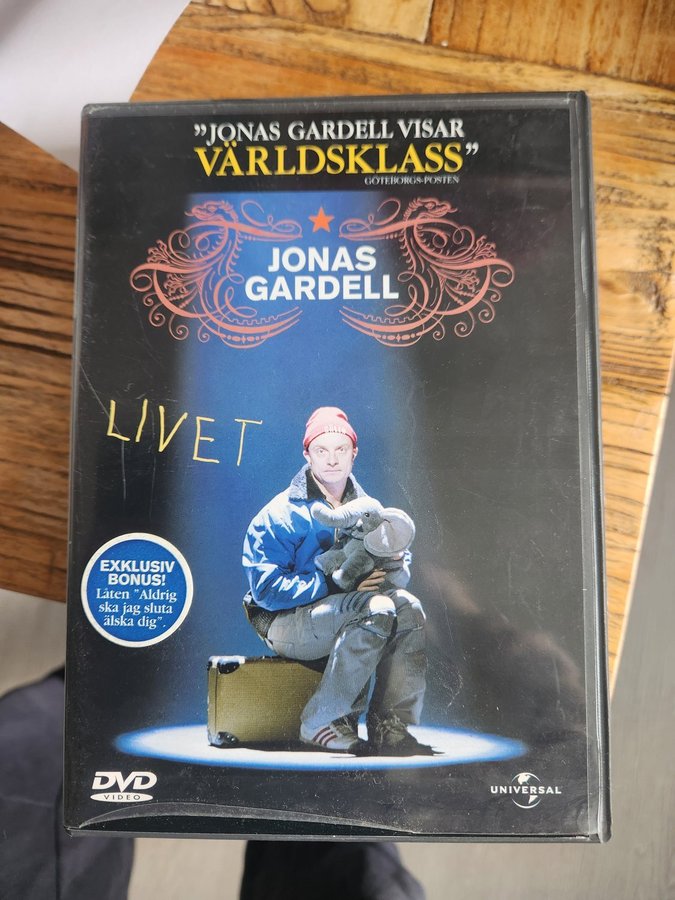 ”JONAS GARDELL VISAR
VÄRLDSKLASS”
GÖTEBORGS-POSTEN
JONAS
GARDELL
LIVET
EXKLUSIV
BONUS!
Låten ”Aldrig
ska jag sluta
älska dig”.
DVD
VIDEO
UNIVERSAL